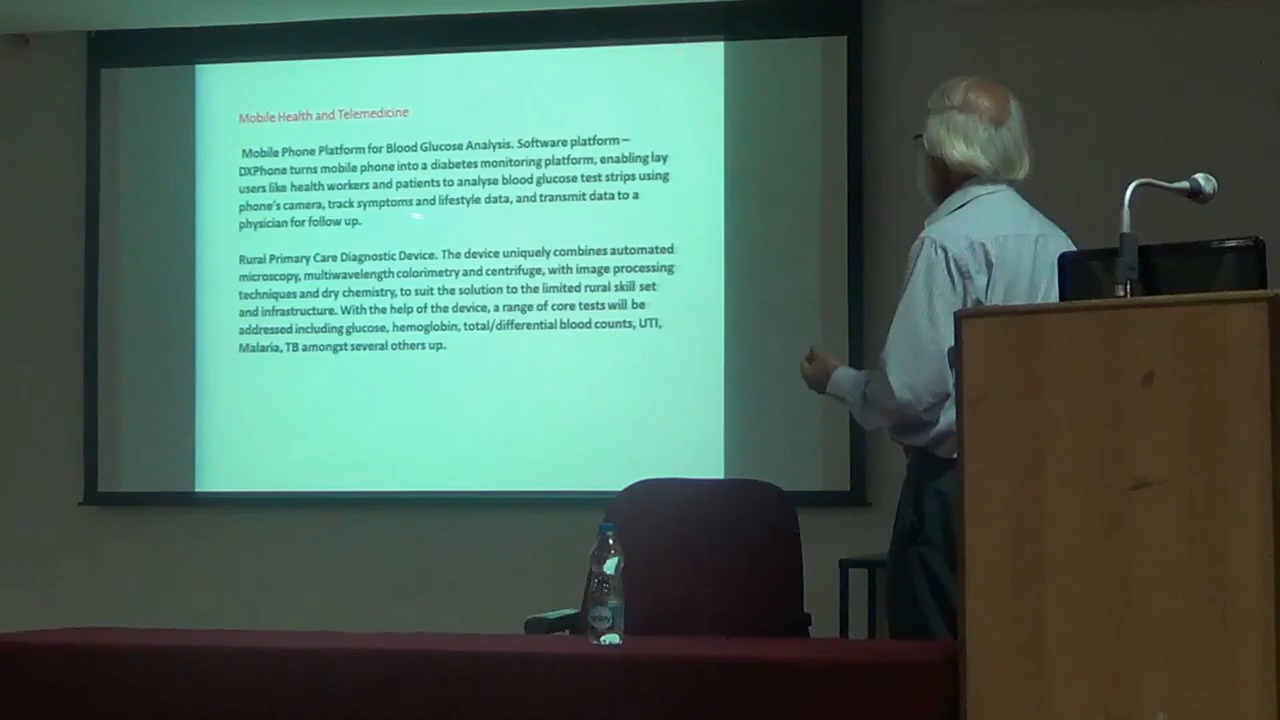 Mobile Health and Telemedicine
Mobile Phone Platform for Blood Glucose Analysis. Software platform –
DXPhone turns mobile phone into a diabetes monitoring platform, enabling lay
users like health workers and patients to analyse blood glucose test strips using
phone's camera, track symptoms and lifestyle data, and transmit data to a
physician for follow up.
Rural Primary Care Diagnostic Device. The device uniquely combines automated
microscopy, multiwavelength colorimetry and centrifuge, with image processing
techniques and dry chemistry, to suit the solution to the limited rural skill set
and infrastructure. With the help of the device, a range of core tests will be
addressed including glucose, hemoglobin, total/differential blood counts, UTI,
Malaria, TB amongst several others up.